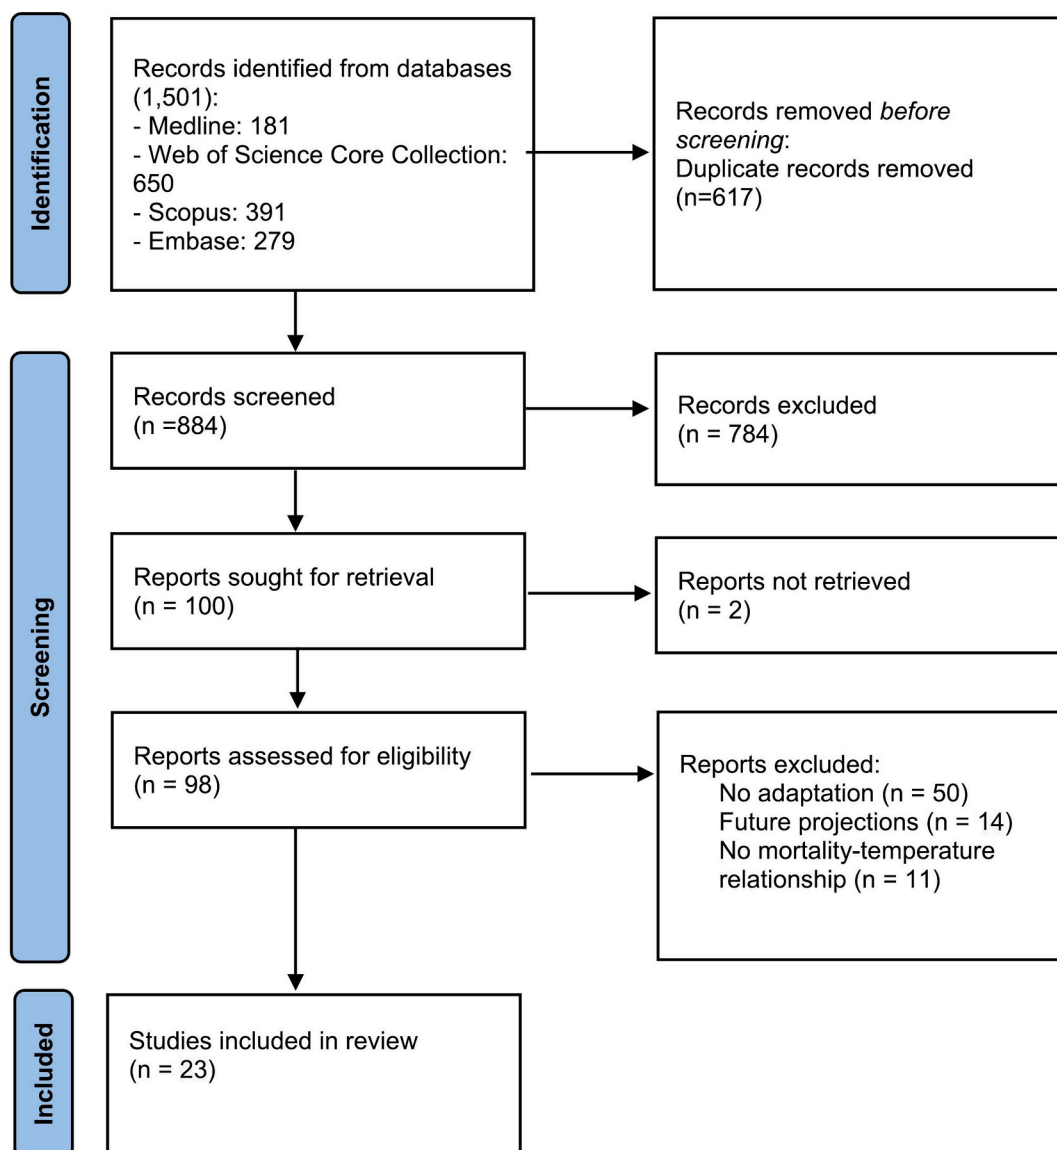 Identification
Records identified from databases
(1,501):
- Medline: 181
- Web of Science Core Collection:
650
- Scopus: 391
- Embase: 279
Records removed before
screening:
Duplicate records removed
(n=617)
Screening
Records screened
(n =884)
Records excluded
(n = 784)
Reports sought for retrieval
(n = 100)
Reports not retrieved
(n = 2)
Reports assessed for eligibility
(n = 98)
Reports excluded:
No adaptation (n = 50)
Future projections (n = 14)
No mortality-temperature
relationship (n = 11)
Included
Studies included in review
(n = 23)